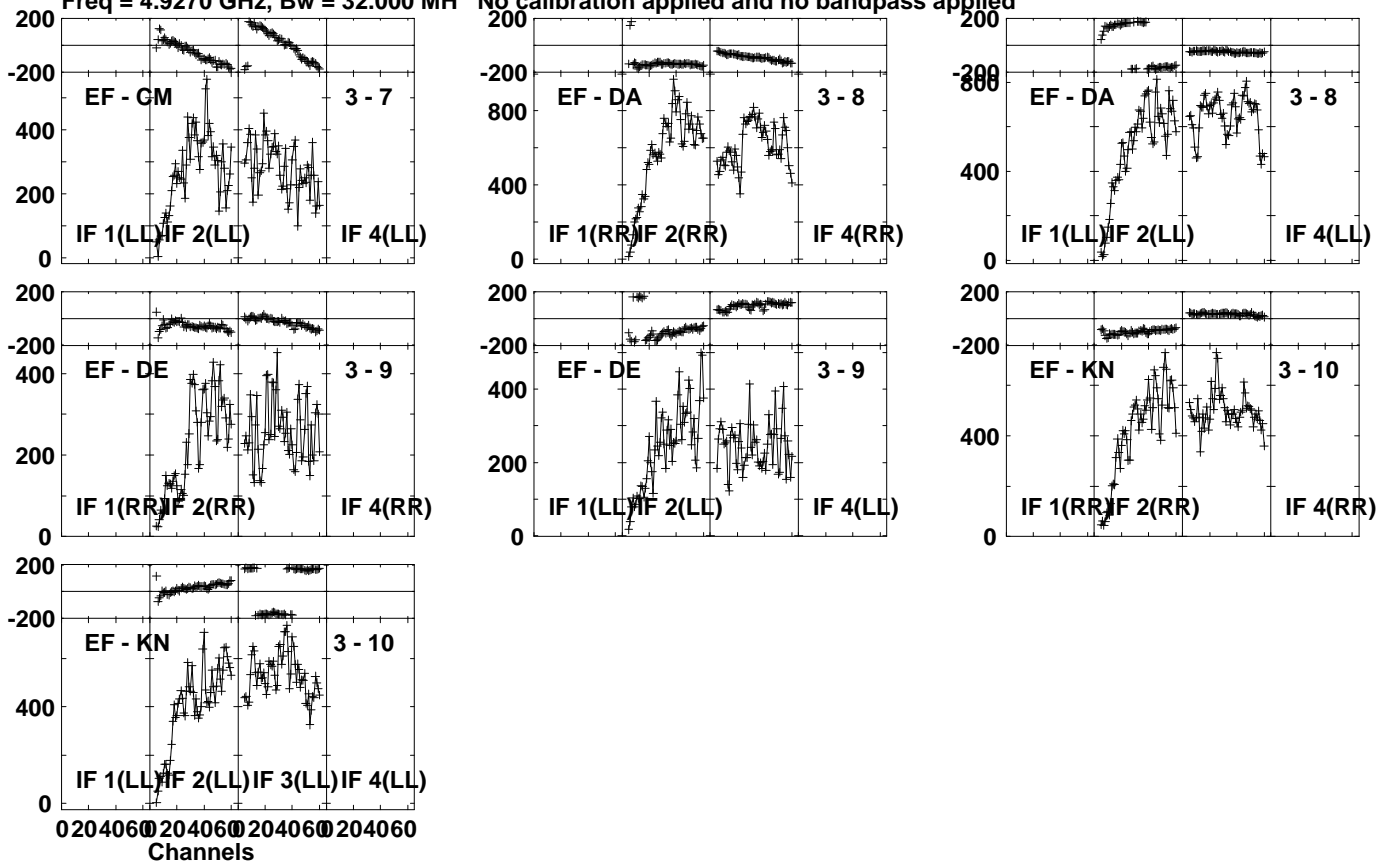 Freq = 4.9270 GHz, Bw = 32.000 MH No calibration applied and no bandpass applied
200
-200
EF - CM 3 - 7
400
300
200
100
0
IF 1(LL) IF 2(LL) IF 4(LL)
200
-200
EF - DA 3 - 8
800
400
0
IF 1(RR) IF 2(RR) IF 4(RR)
200
-200
EF - DA 3 - 8
800
400
0
IF 1(LL) IF 2(LL) IF 4(LL)
200
-200
EF - DE 3 - 9
400
200
0
IF 1(RR) IF 2(RR) IF 4(RR)
200
-200
EF - DE 3 - 9
400
200
0
IF 1(LL) IF 2(LL) IF 4(LL)
200
-200
EF - KN 3 - 10
400
0
IF 1(RR) IF 2(RR) IF 4(RR)
200
-200
EF - KN 3 - 10
400
0
IF 1(LL) IF 2(LL) IF 3(LL) IF 4(LL)
0 20 40 60 0 20 40 60 0 20 40 60 0 20 40 60
Channels